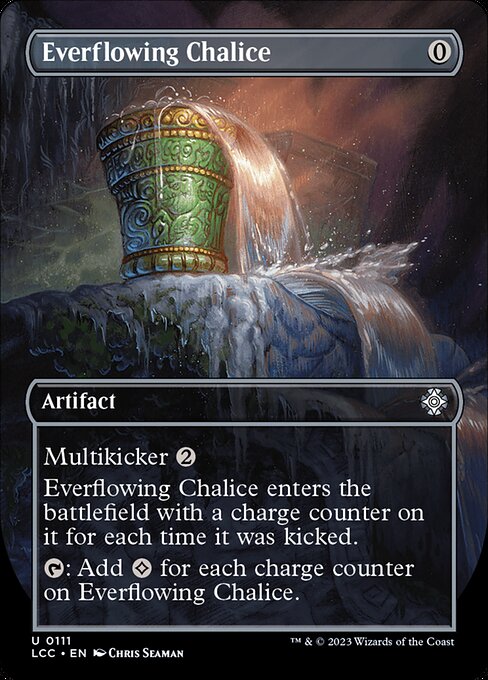 Everflowing Chalice 0
Artifact
Multikicker 2
Everflowing Chalice enters the
battlefield with a charge counter on
it for each time it was kicked.
: Add for each charge counter
on Everflowing Chalice.
U 0111
LCC • EN Chris Seaman
™ & © 2023 Wizards of the Coast